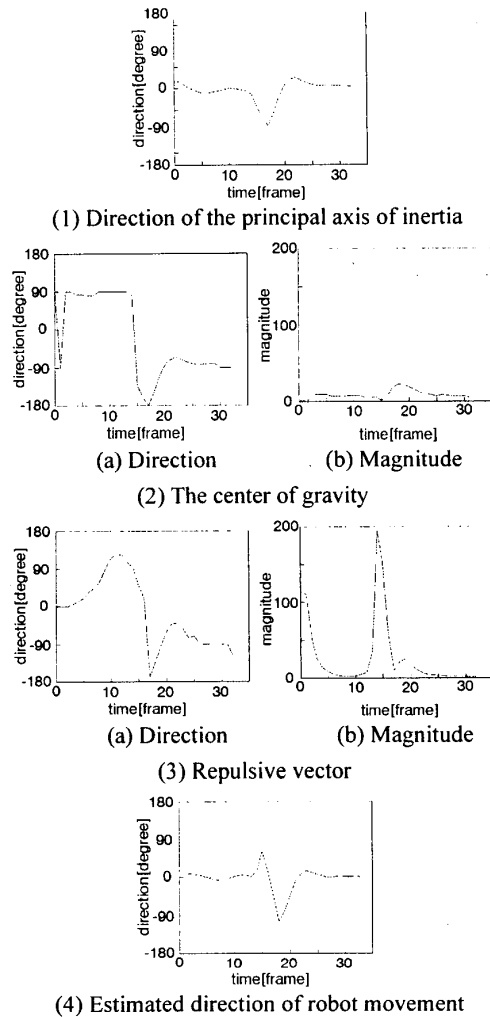 180
90
0
-90
-180
direction[degree]
0 10 20 30
time[frame]
(1) Direction of the principal axis of inertia
180
90
0
-90
-180
direction[degree]
0 10 20 30
time[frame]
(a) Direction
200
100
0
magnitude
0 10 20 30
time[frame]
(b) Magnitude
(2) The center of gravity
180
90
0
-90
-180
direction[degree]
0 10 20 30
time[frame]
(a) Direction
200
100
0
magnitude
0 10 20 30
time[frame]
(b) Magnitude
(3) Repulsive vector
180
90
0
-90
-180
direction[degree]
0 10 20 30
time[frame]
(4) Estimated direction of robot movement